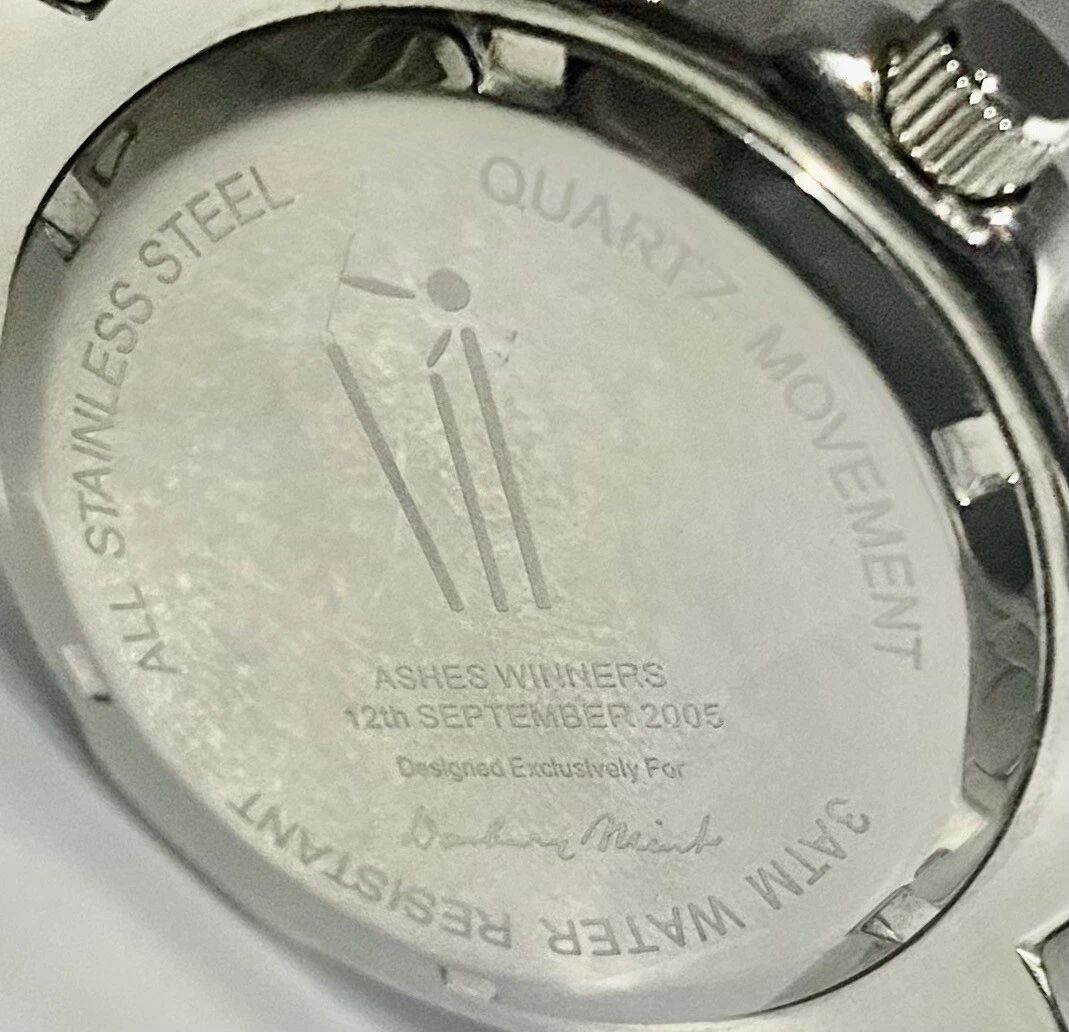 ALL STAINLESS STEEL
QUARTZ MOVEMENT
ASHES WINNERS
12th SEPTEMBER 2005
Designed Exclusively For
Danbury Mint
3ATM WATER RESISTANT